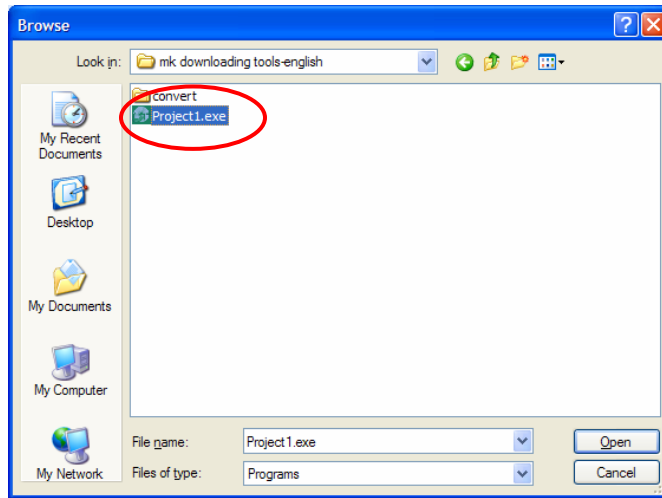 Browse
Look in: mk downloading tools-english
convert
Project1.exe
My Recent
Documents
Desktop
My Documents
My Computer
My Network
File name: Project1.exe Open
Files of type: Programs Cancel